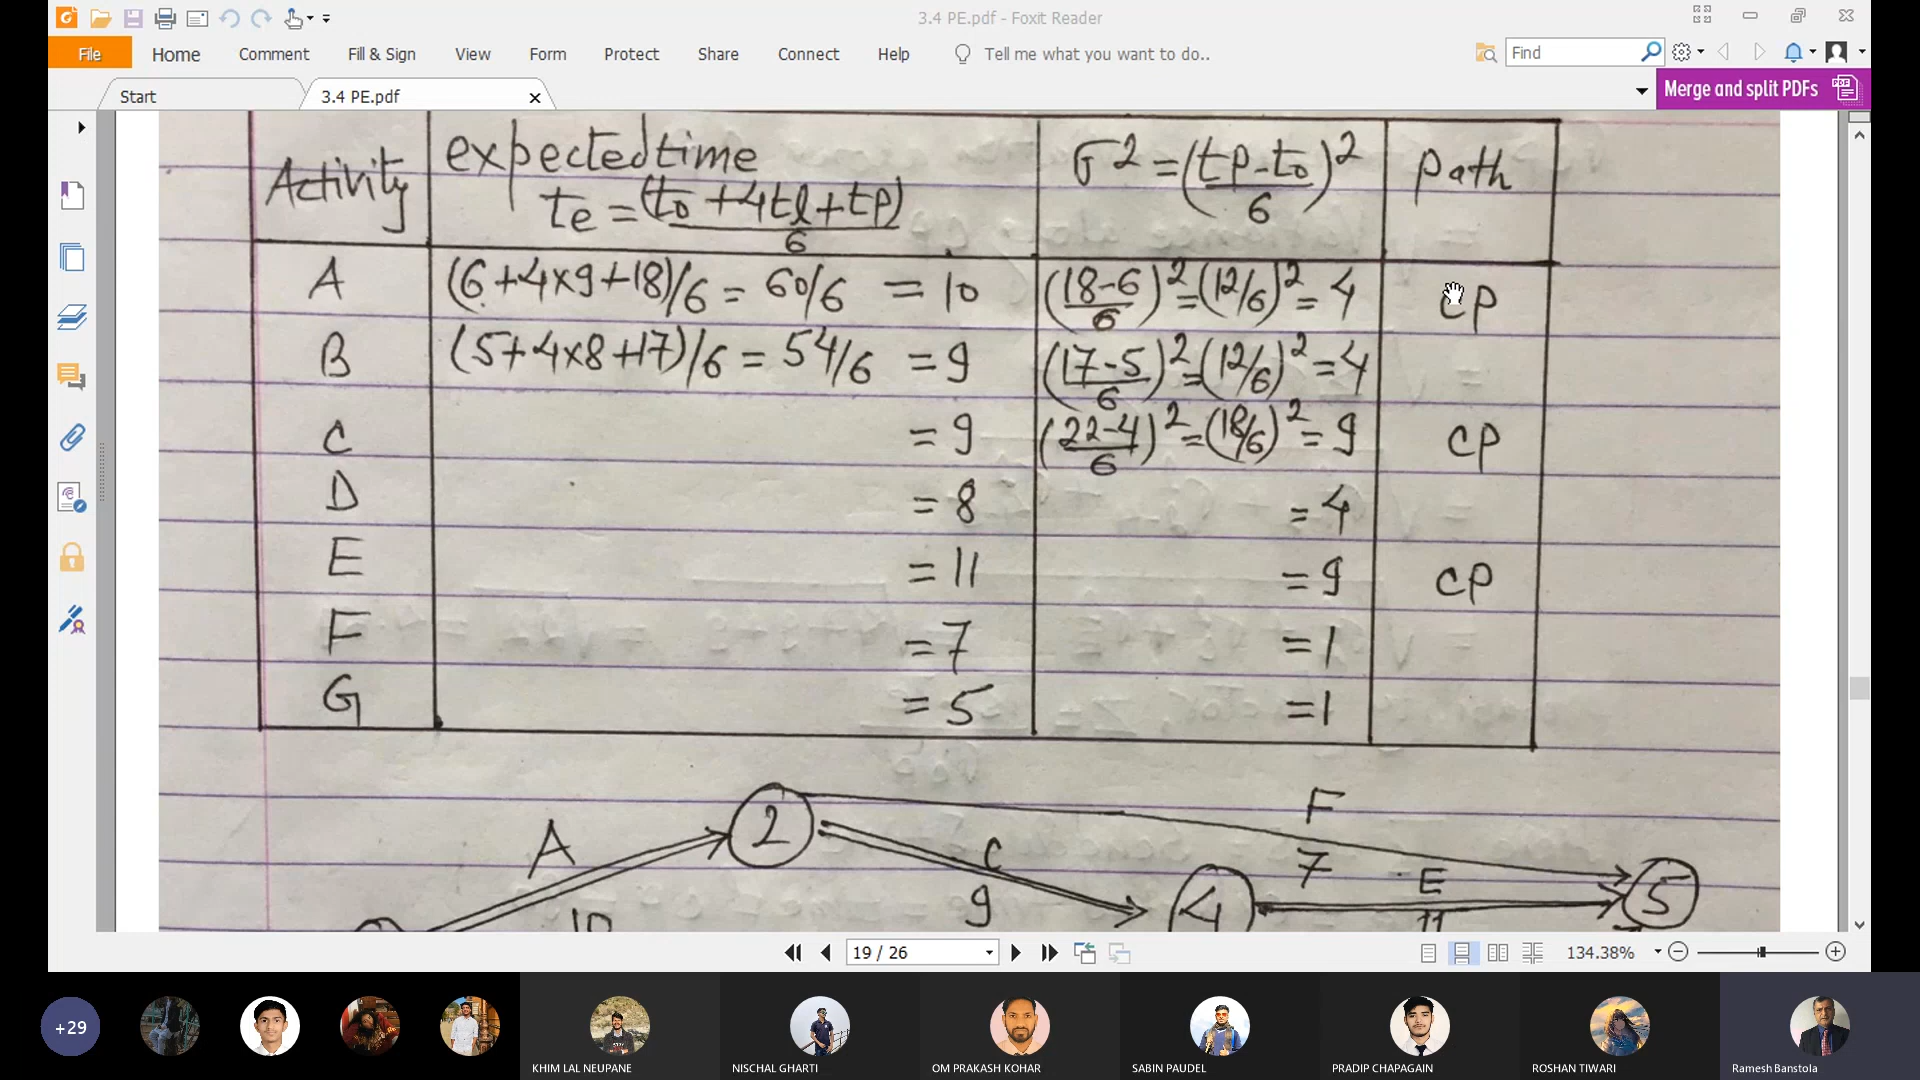 3.4 PE.pdf - Foxit Reader
File Home Comment Fill & Sign View Form Protect Share Connect Help Tell me what you want to do.. Find
Start 3.4 PE.pdf Merge and split PDFs
Activity expected time te = (to + 4tl + tp)/6 σ² = (tp - to/6)² path
A (6+4×9+18)/6 = 60/6 = 10 (18-6/6)² = (12/6)² = 4 CP
B (5+4×8+17)/6 = 54/6 = 9 (17-5/6)² = (12/6)² = 4
C = 9 (22-4/6)² = (18/6)² = 9 CP
D = 8 = 4
E = 11 = 9 CP
F = 7 = 1
G = 5 = 1
F
2
A C 7 E 5
9 4
10 11
19 / 26 134.38%
+29
KHIM LAL NEUPANE NISCHAL GHARTI OM PRAKASH KOHAR SABIN PAUDEL PRADIP CHAPAGAIN ROSHAN TIWARI Ramesh Banstola